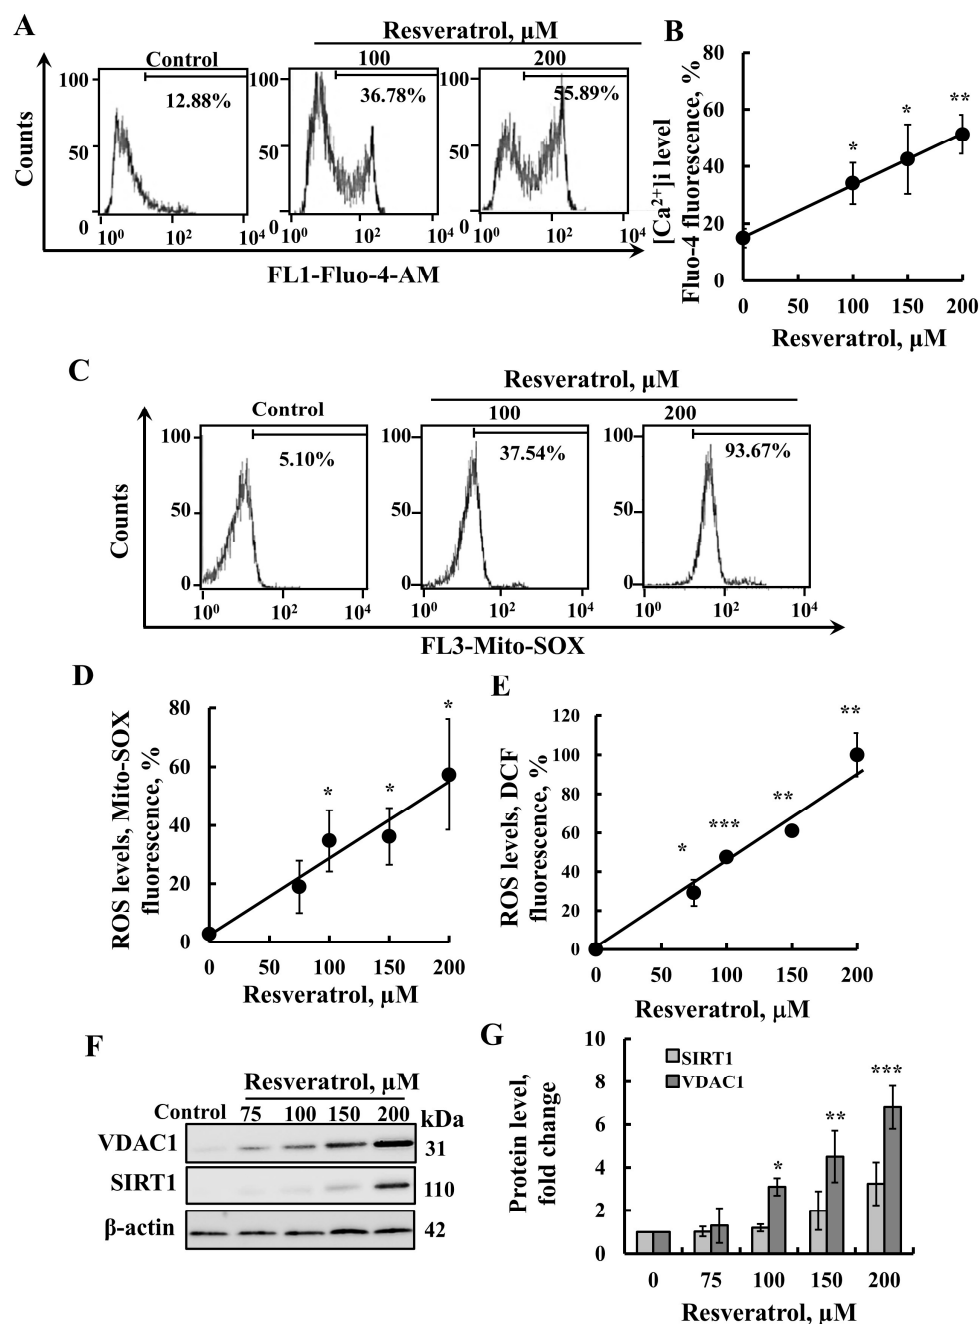 A
Resveratrol, µM
Control
100
200
12.88%
36.78%
55.89%
Counts
100
50
0
100
50
0
100
50
0
10⁰ 10² 10⁴
10⁰ 10² 10⁴
10⁰ 10² 10⁴
FL1-Fluo-4-AM
B
[Ca²⁺]i level
Fluo-4 fluorescence, %
80
60
40
20
0
* * **
0 50 100 150 200
Resveratrol, µM
C
Resveratrol, µM
Control
100
200
5.10%
37.54%
93.67%
Counts
100
50
0
100
50
0
100
50
0
10⁰ 10² 10⁴
10⁰ 10² 10⁴
10⁰ 10² 10⁴
FL3-Mito-SOX
D
ROS levels, Mito-SOX
fluorescence, %
80
60
40
20
0
* * *
0 50 100 150 200
Resveratrol, µM
E
ROS levels, DCF
fluorescence, %
120
100
80
60
40
20
0
* *** ** **
0 50 100 150 200
Resveratrol, µM
F
Resveratrol, µM
Control 75 100 150 200 kDa
VDAC1 31
SIRT1 110
β-actin 42
G
Protein level,
fold change
10
8
6
4
2
0
SIRT1
VDAC1
* ** ***
0 75 100 150 200
Resveratrol, µM